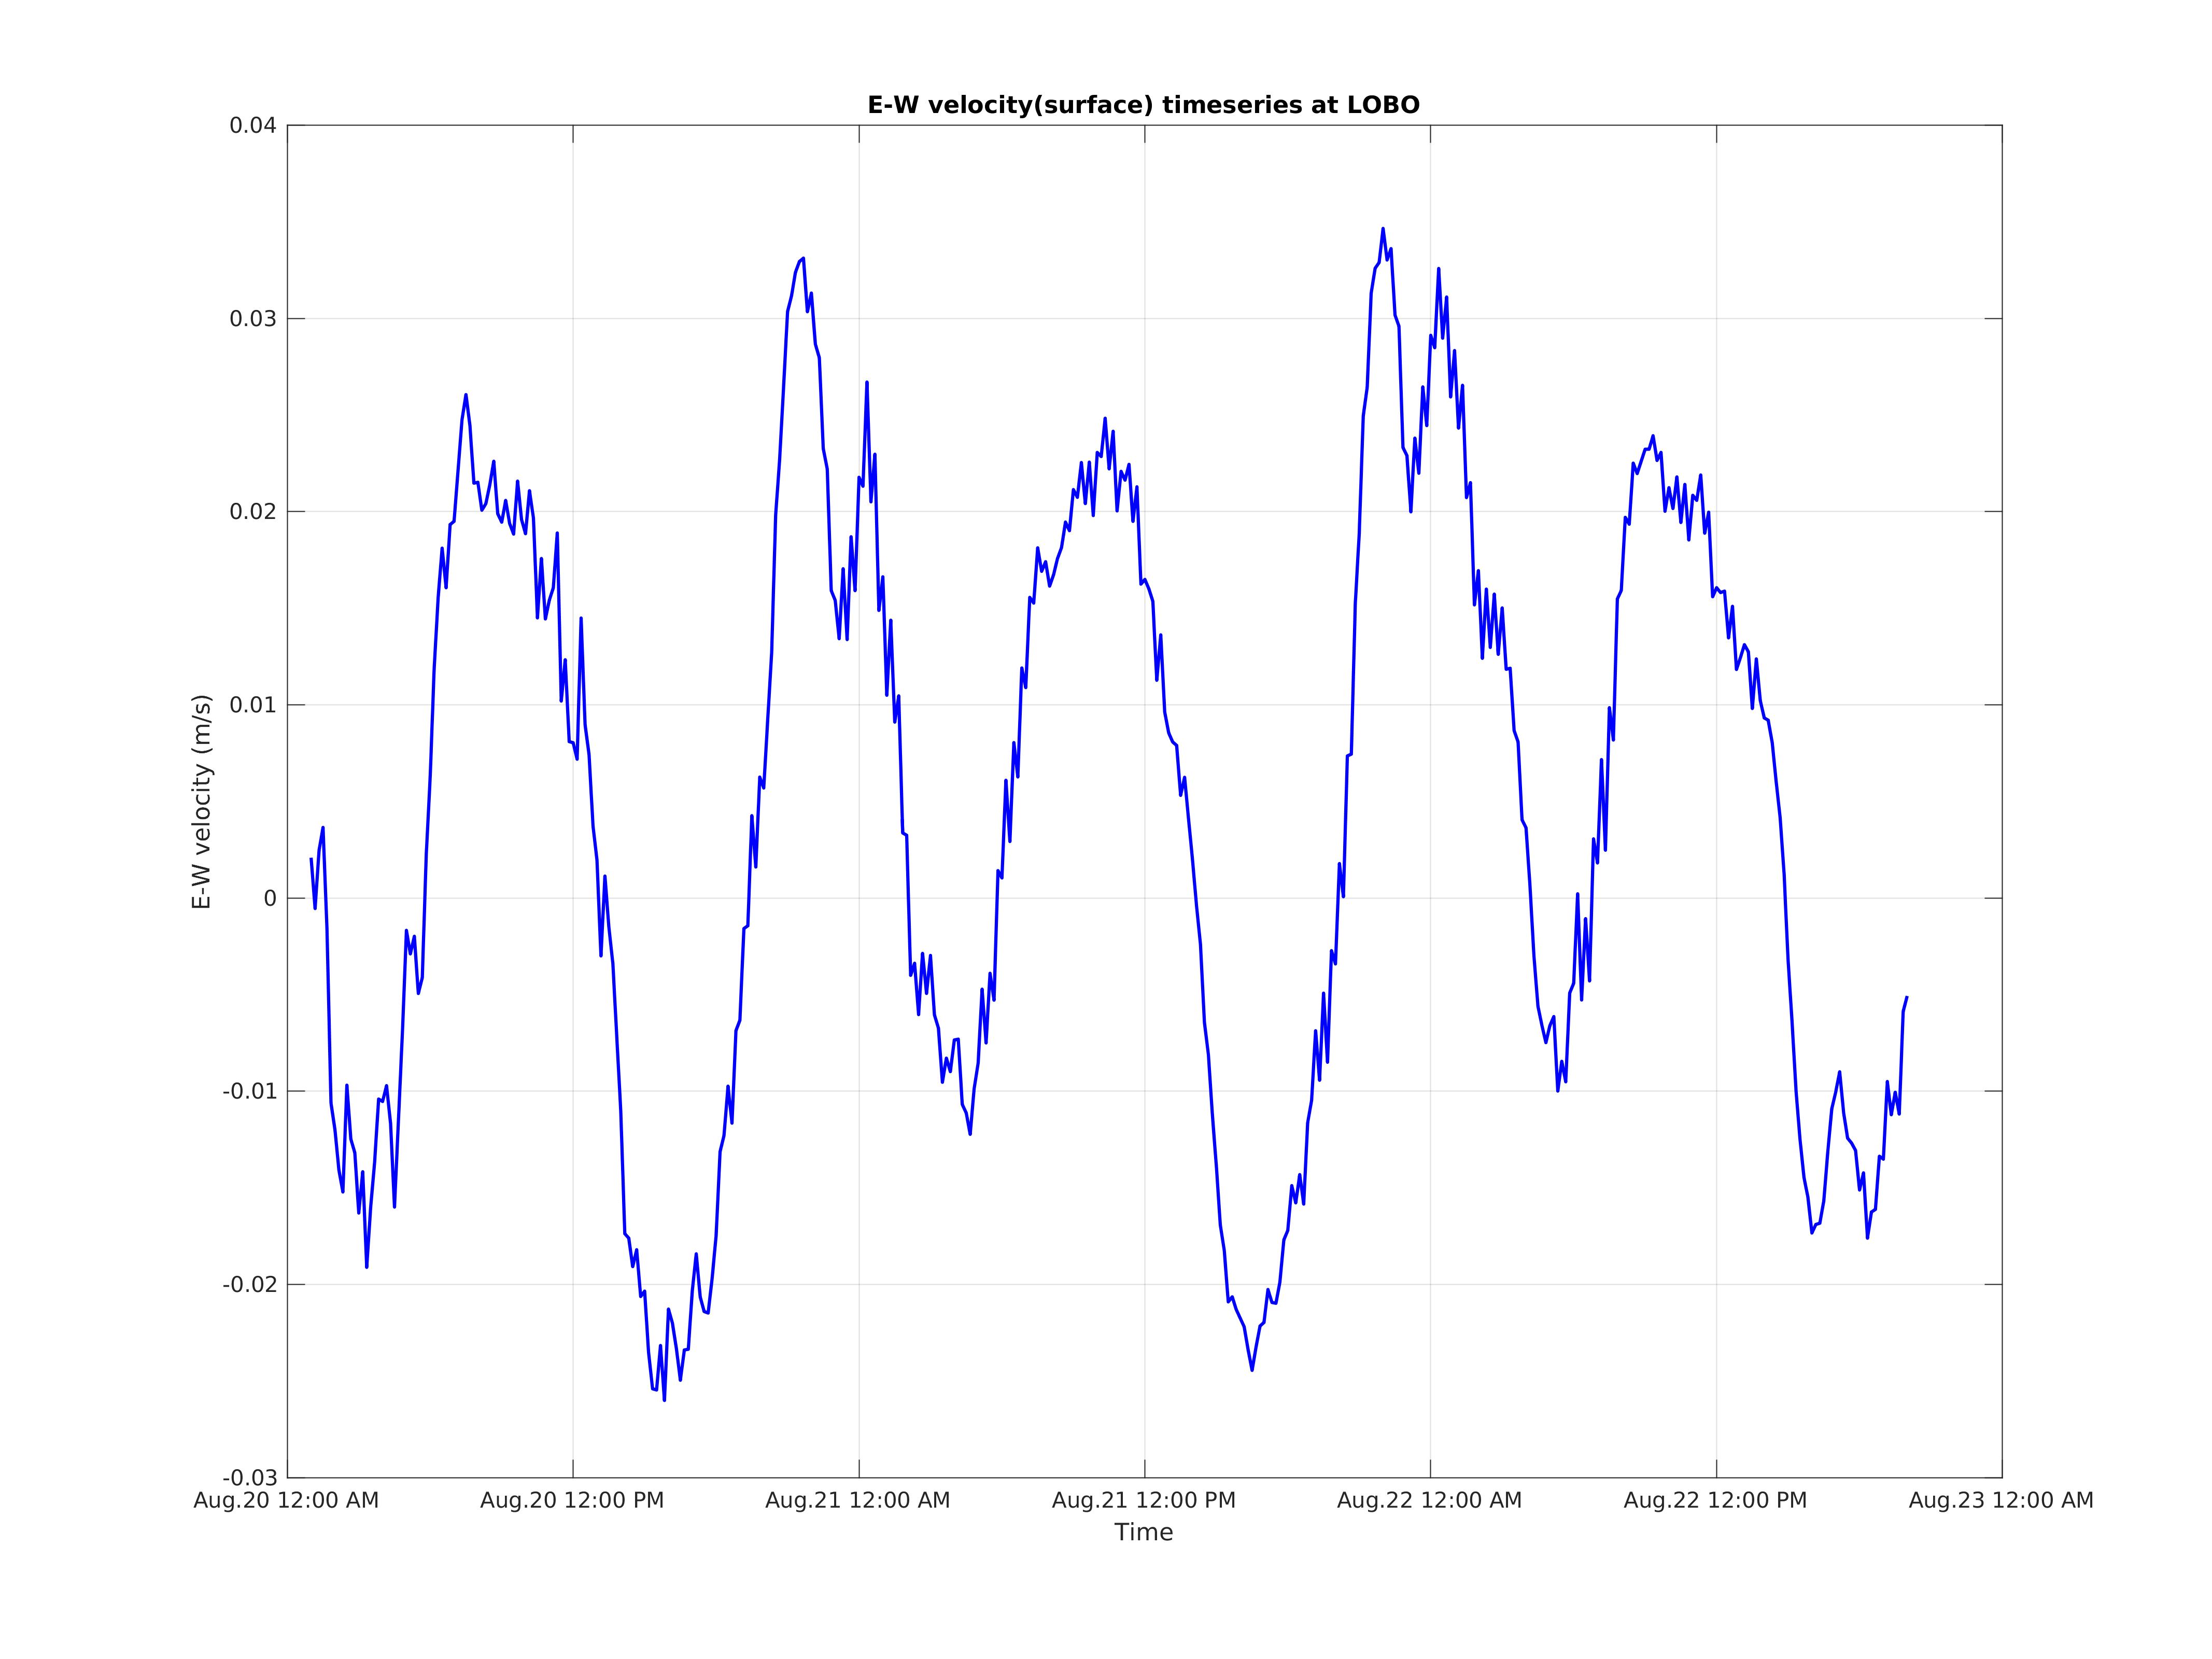 E-W velocity(surface) timeseries at LOBO
0.04
0.03
0.02
0.01
0
-0.01
-0.02
-0.03
E-W velocity (m/s)
Aug.20 12:00 AM Aug.20 12:00 PM Aug.21 12:00 AM Aug.21 12:00 PM Aug.22 12:00 AM Aug.22 12:00 PM Aug.23 12:00 AM
Time